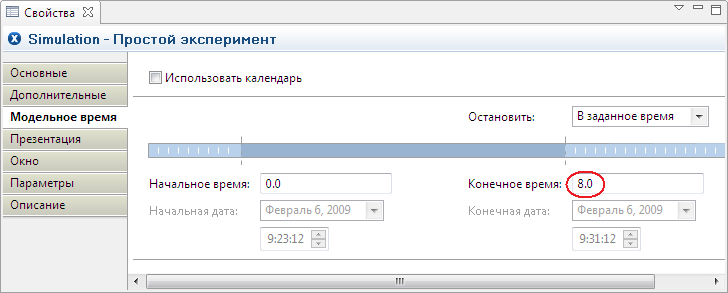 Свойства
Simulation - Простой эксперимент
Основные
Дополнительные
Модельное время
Презентация
Окно
Параметры
Описание
Использовать календарь
Остановить: В заданное время
Начальное время: 0.0 Конечное время: 8.0
Начальная дата: Февраль 6, 2009 Конечная дата: Февраль 6, 2009
9:23:12 9:31:12